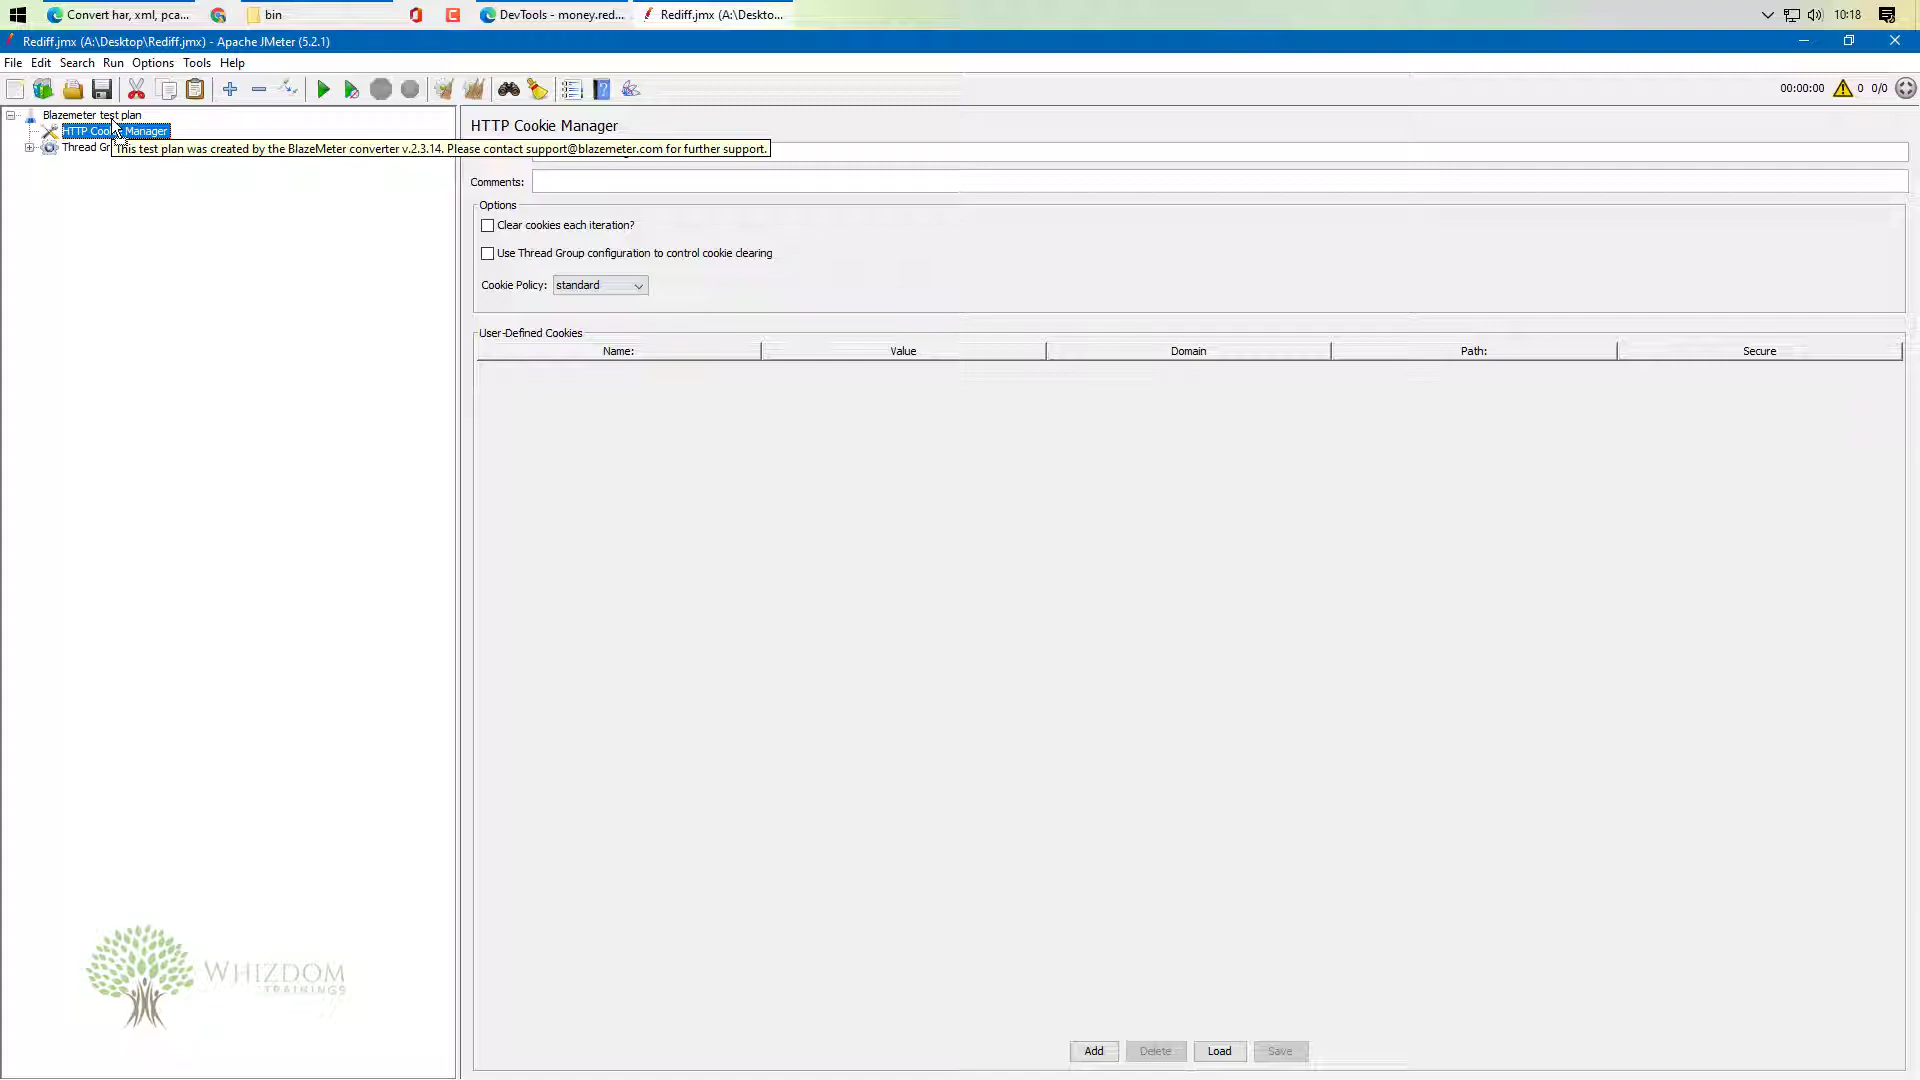 Convert har, xml, pca...
bin
DevTools - money.red...
Rediff.jmx (A:\Deskto...
10:18
Rediff.jmx (A:\Desktop\Rediff.jmx) - Apache JMeter (5.2.1)
File Edit Search Run Options Tools Help
00:00:00 0 0/0
Blazemeter test plan
HTTP Cookie Manager
Thread Gr
This test plan was created by the BlazeMeter converter v.2.3.14. Please contact support@blazemeter.com for further support.
HTTP Cookie Manager
Comments:
Options
Clear cookies each iteration?
Use Thread Group configuration to control cookie clearing
Cookie Policy: standard
User-Defined Cookies
Name: Value Domain Path: Secure
Add Delete Load Save
WHIZDOM
TRAININGS